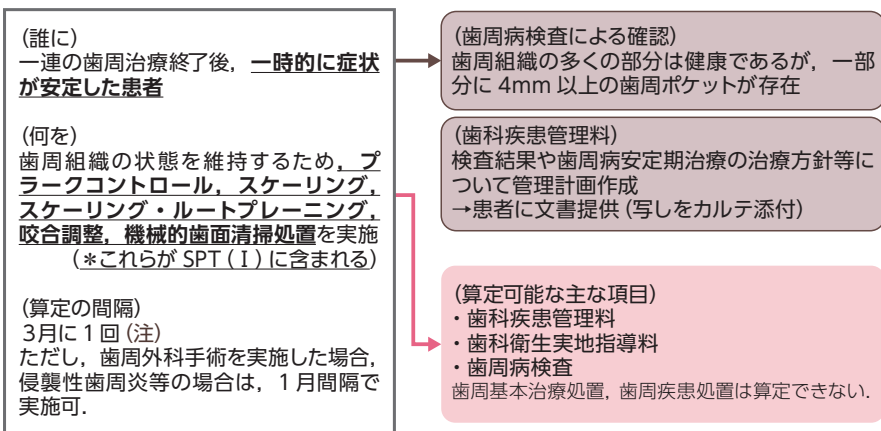 (誰に)
一連の歯周治療終了後，一時的に症状
が安定した患者
(何を)
歯周組織の状態を維持するため，プ
ラークコントロール，スケーリング，
スケーリング・ルートプレーニング，
咬合調整，機械的歯面清掃処置を実施
(＊これらが SPT (Ⅰ) に含まれる)
(算定の間隔)
3月に1回 (注)
ただし，歯周外科手術を実施した場合，
侵襲性歯周炎等の場合は，1月間隔で
実施可．
(歯周病検査による確認)
歯周組織の多くの部分は健康であるが，一部
分に 4mm 以上の歯周ポケットが存在
(歯科疾患管理料)
検査結果や歯周病安定期治療の治療方針等に
ついて管理計画作成
→患者に文書提供 (写しをカルテ添付)
(算定可能な主な項目)
・歯科疾患管理料
・歯科衛生実地指導料
・歯周病検査
歯周基本治療処置，歯周疾患処置は算定できない．